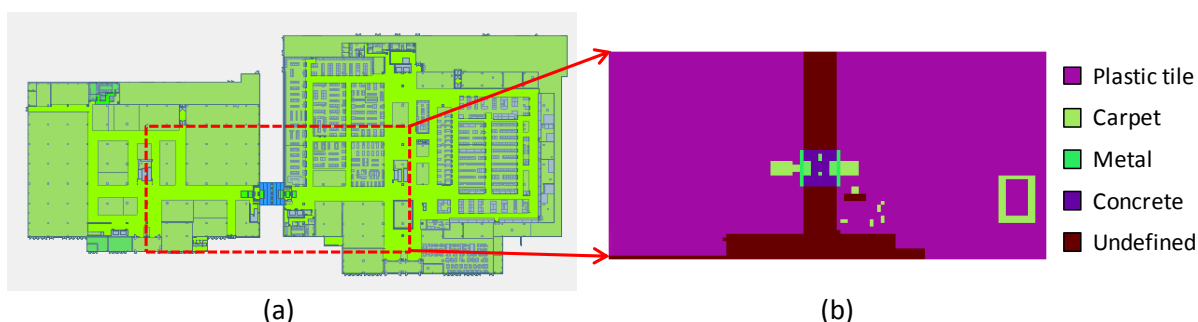 Plastic tile
Carpet
Metal
Concrete
Undefined
(a)
(b)